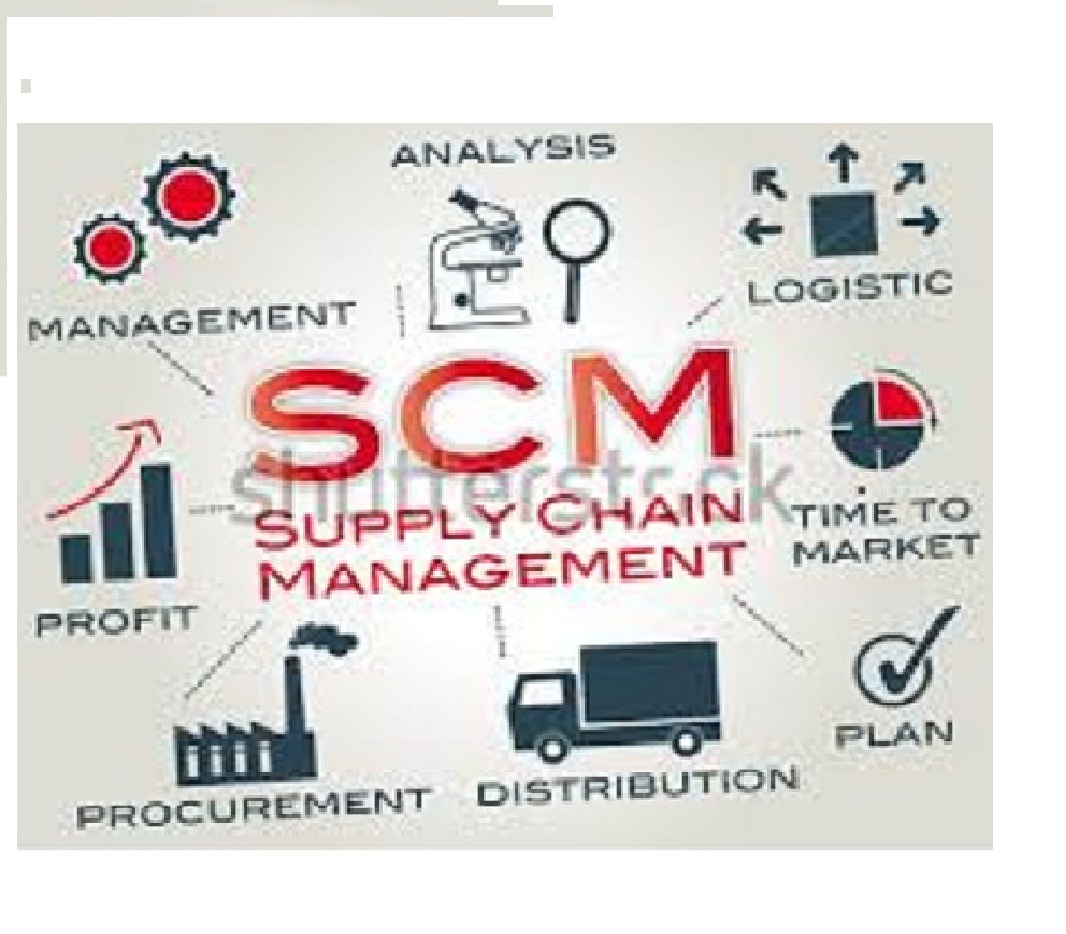 ANALYSIS
LOGISTIC
MANAGEMENT
SCM
shutterstock
SUPPLY CHAIN
MANAGEMENT
TIME TO
MARKET
PROFIT
PLAN
PROCUREMENT
DISTRIBUTION